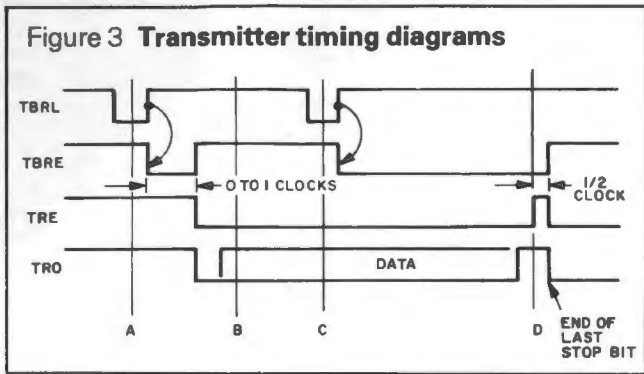 Figure 3 Transmitter timing diagrams
TBRL
TBRE
0 TO 1 CLOCKS
1/2
CLOCK
TRE
TRO
DATA
A
B
C
D
END OF
LAST
STOP BIT